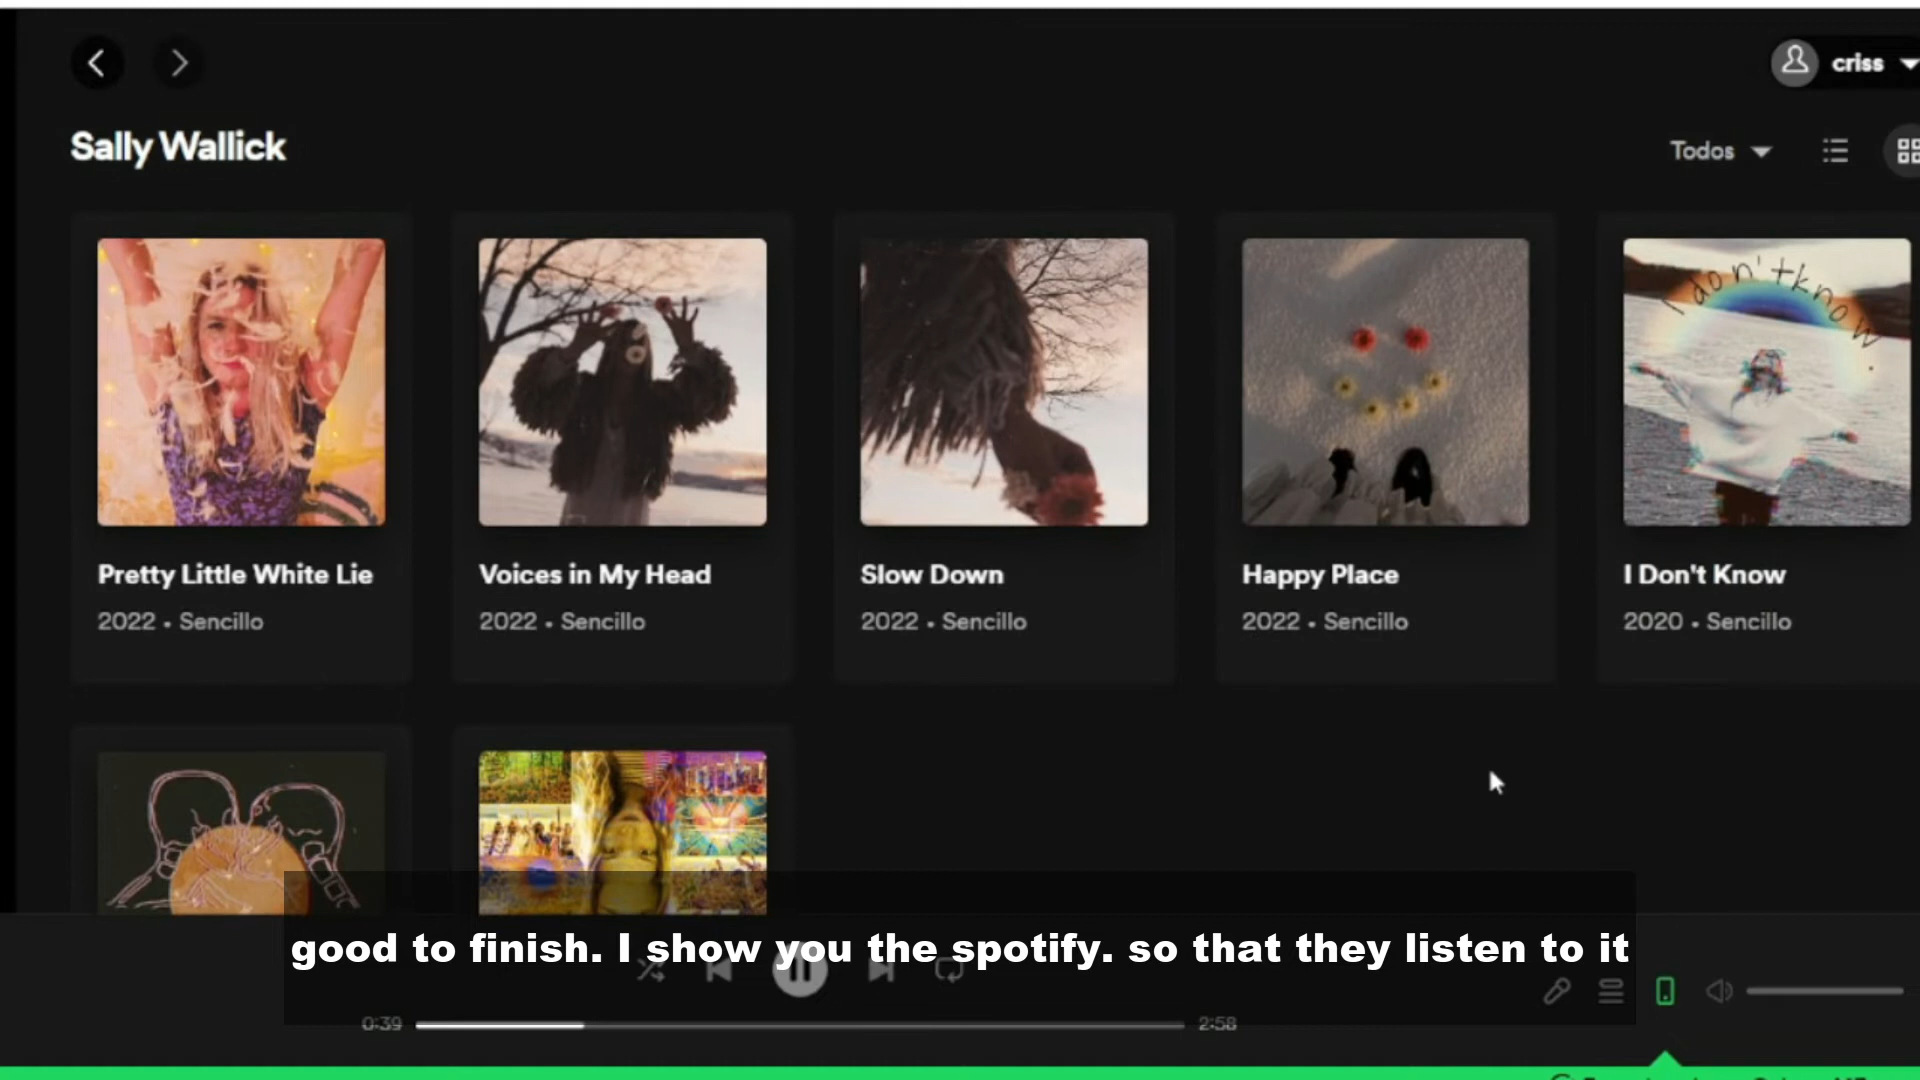 criss
Sally Wallick
Todos
I don't know
Pretty Little White Lie
2022 • Sencillo
Voices in My Head
2022 • Sencillo
Slow Down
2022 • Sencillo
Happy Place
2022 • Sencillo
I Don't Know
2020 • Sencillo
good to finish. I show you the spotify. so that they listen to it
0:39
2:58